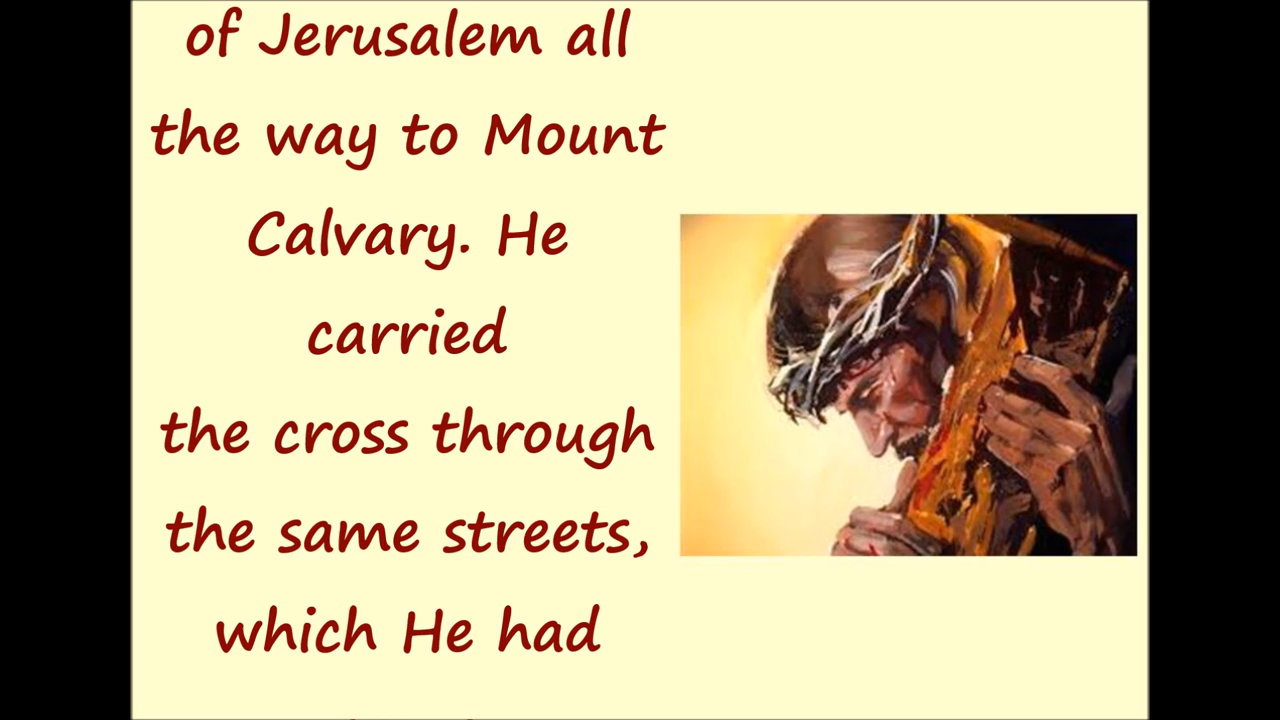 of Jerusalem all
the way to Mount
Calvary. He
carried
the cross through
the same streets,
which He had